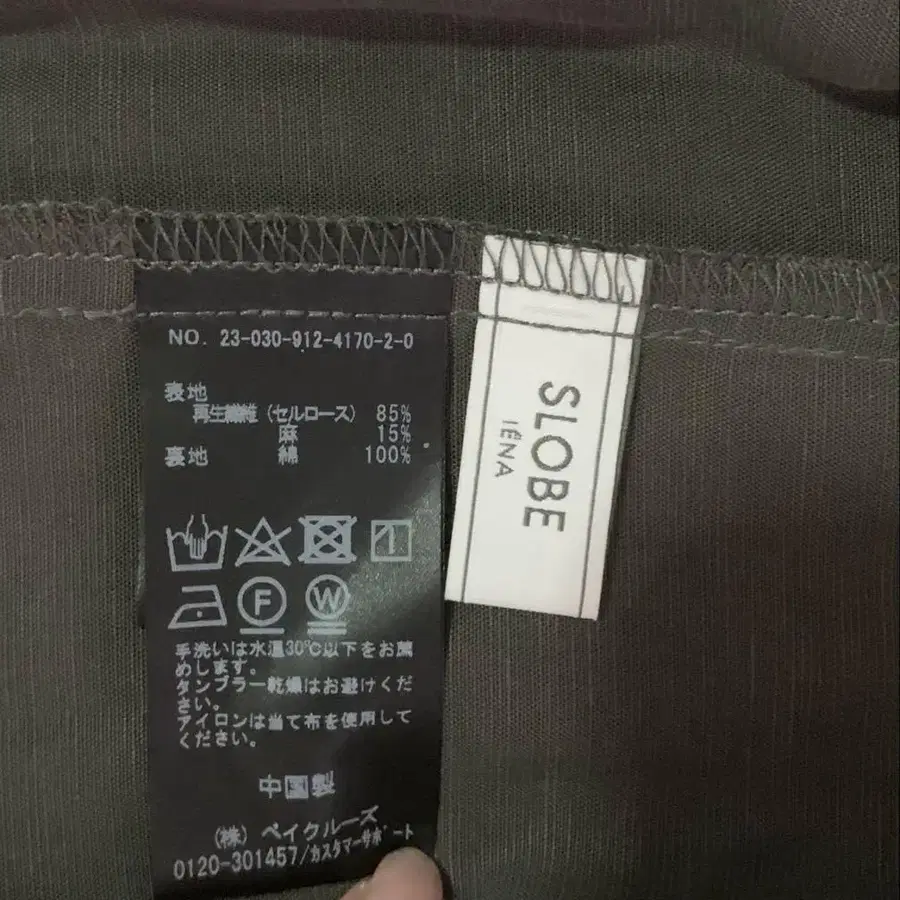 NO. 23-030-912-4170-2-0
表地
再生繊維(セルロース) 85%
麻 15%
裏地 綿 100%
F W
手洗いは水温30℃以下をお薦
めします。
タンブラー乾燥はお避けくだ
さい。
アイロンは当て布を使用して
ください。
中国製
(株) ベイクルーズ
0120-301457/カスタマーサポート
SLOBE
IÉNA